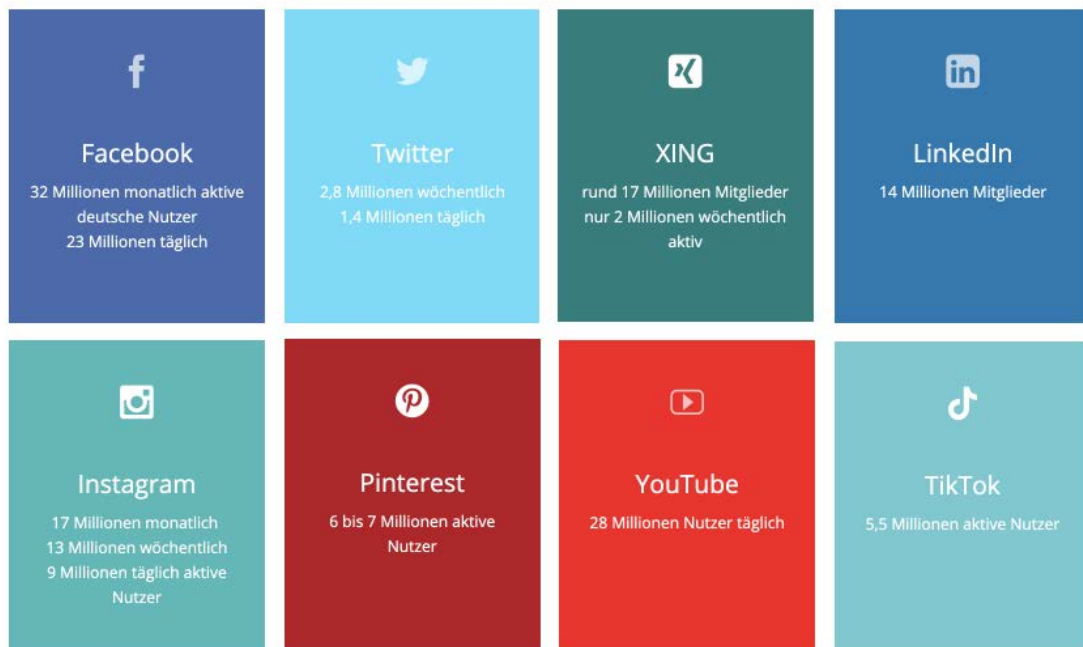 Facebook
32 Millionen monatlich aktive
deutsche Nutzer
23 Millionen täglich
Twitter
2,8 Millionen wöchentlich
1,4 Millionen täglich
XING
rund 17 Millionen Mitglieder
nur 2 Millionen wöchentlich
aktiv
in
LinkedIn
14 Millionen Mitglieder
Instagram
17 Millionen monatlich
13 Millionen wöchentlich
9 Millionen täglich aktive
Nutzer
Pinterest
6 bis 7 Millionen aktive
Nutzer
YouTube
28 Millionen Nutzer täglich
TikTok
5,5 Millionen aktive Nutzer